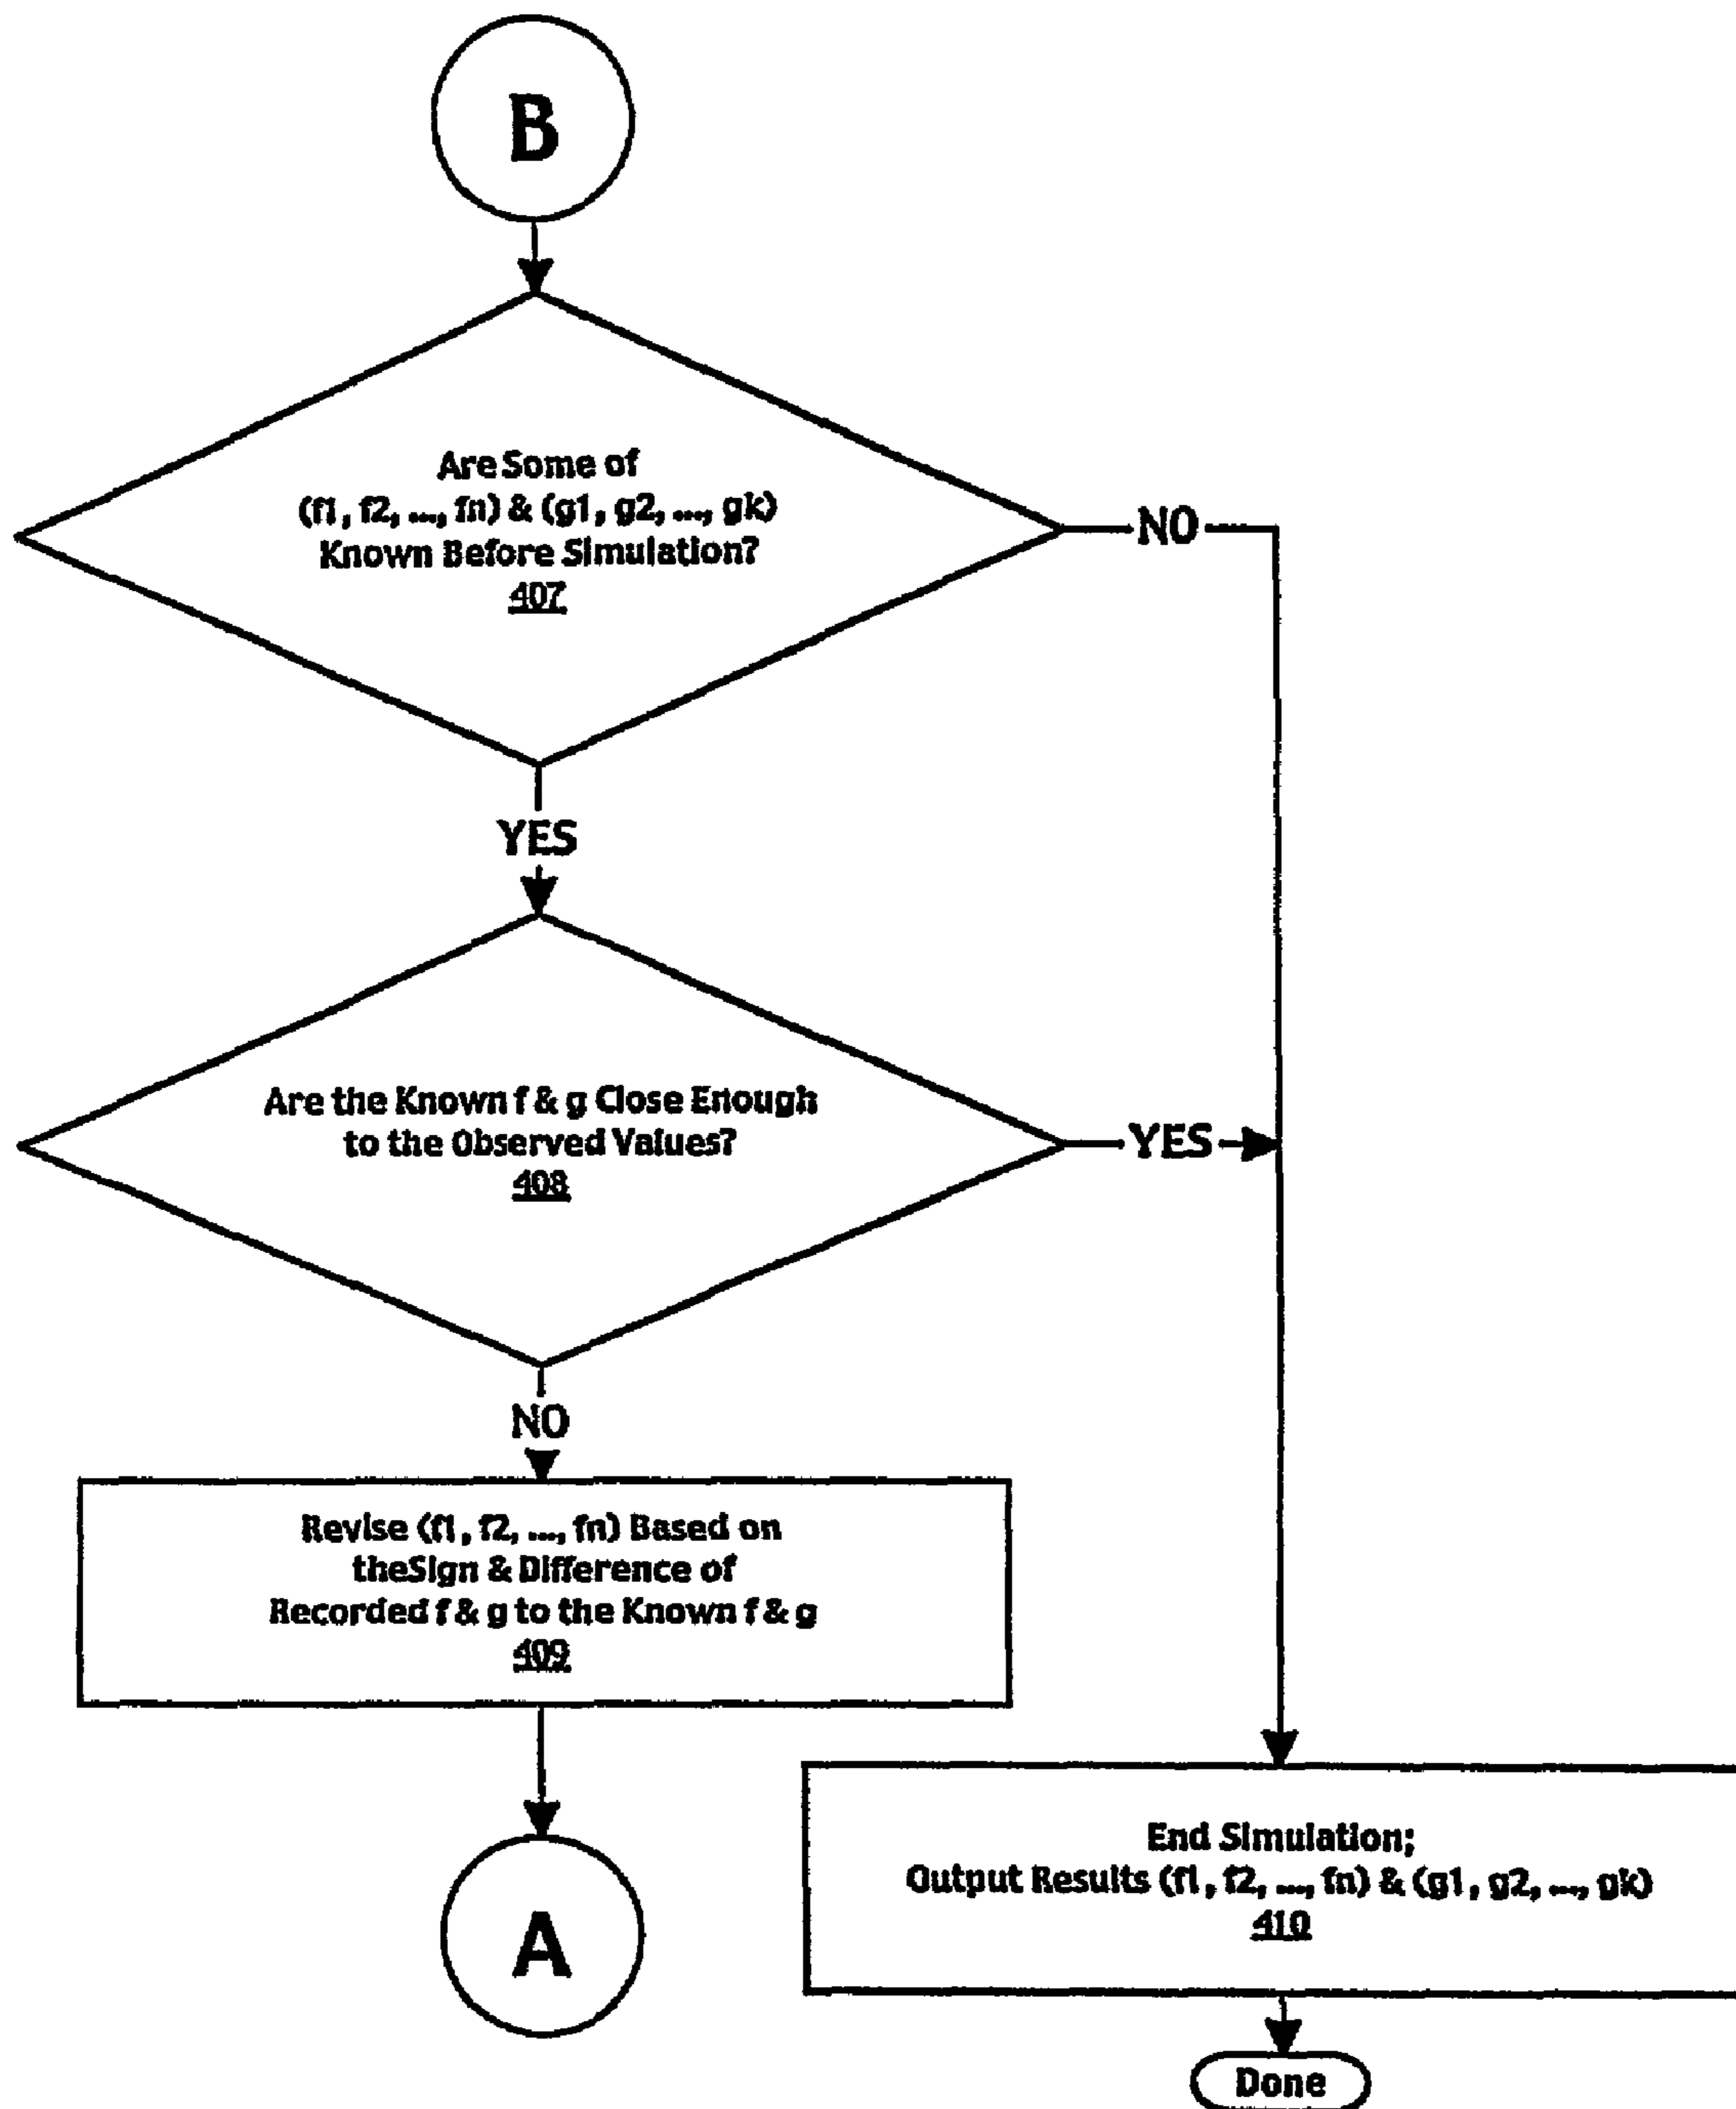 B
Are Some of
(f1, f2, ..., fn) & (g1, g2, ..., gk)
Known Before Simulation?
407
NO
YES
Are the Known f & g Close Enough
to the Observed Values?
408
YES
NO
Revise (f1, f2, ..., fn) Based on
theSign & Difference of
Recorded f & g to the Known f & g
409
A
End Simulation;
Output Results (f1, f2, ..., fn) & (g1, g2, ..., gk)
410
Done